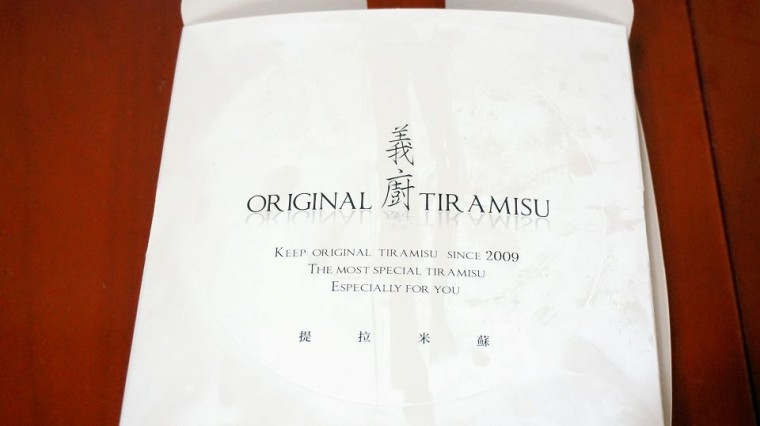 義廚
ORIGINAL TIRAMISU
KEEP ORIGINAL TIRAMISU SINCE 2009
THE MOST SPECIAL TIRAMISU
ESPECIALLY FOR YOU
提拉米蘇